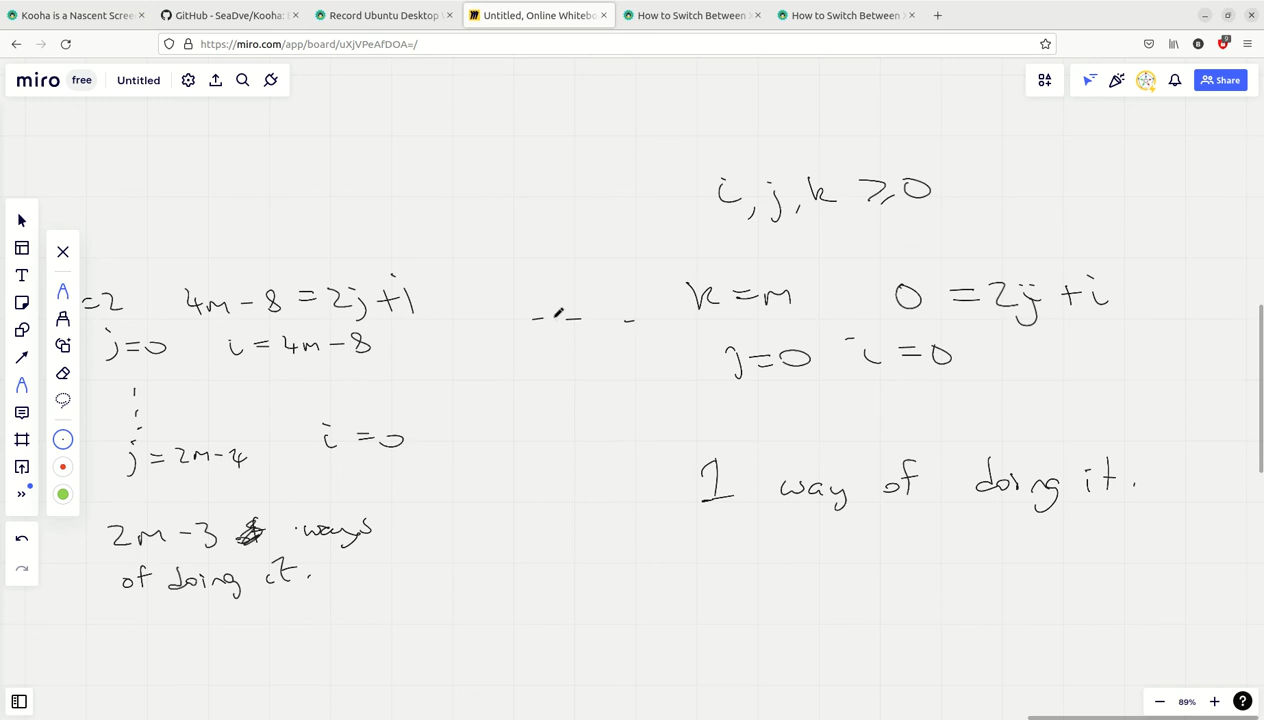 Kooha is a Nascent Scree
GitHub - SeaDve/Kooha: E
Record Ubuntu Desktop
Untitled, Online Whitebo
How to Switch Between
How to Switch Between
https://miro.com/app/board/uXjVPeAfDOA=/
miro free Untitled
Share
i, j, k ≥ 0
=2 4m - 8 = 2j + i
j = 0 i = 4m - 8
j = 2m - 4 i = 0
2m - 3 ways
of doing it.
k = m 0 = 2j + i
j = 0 i = 0
1 way of doing it.
89%